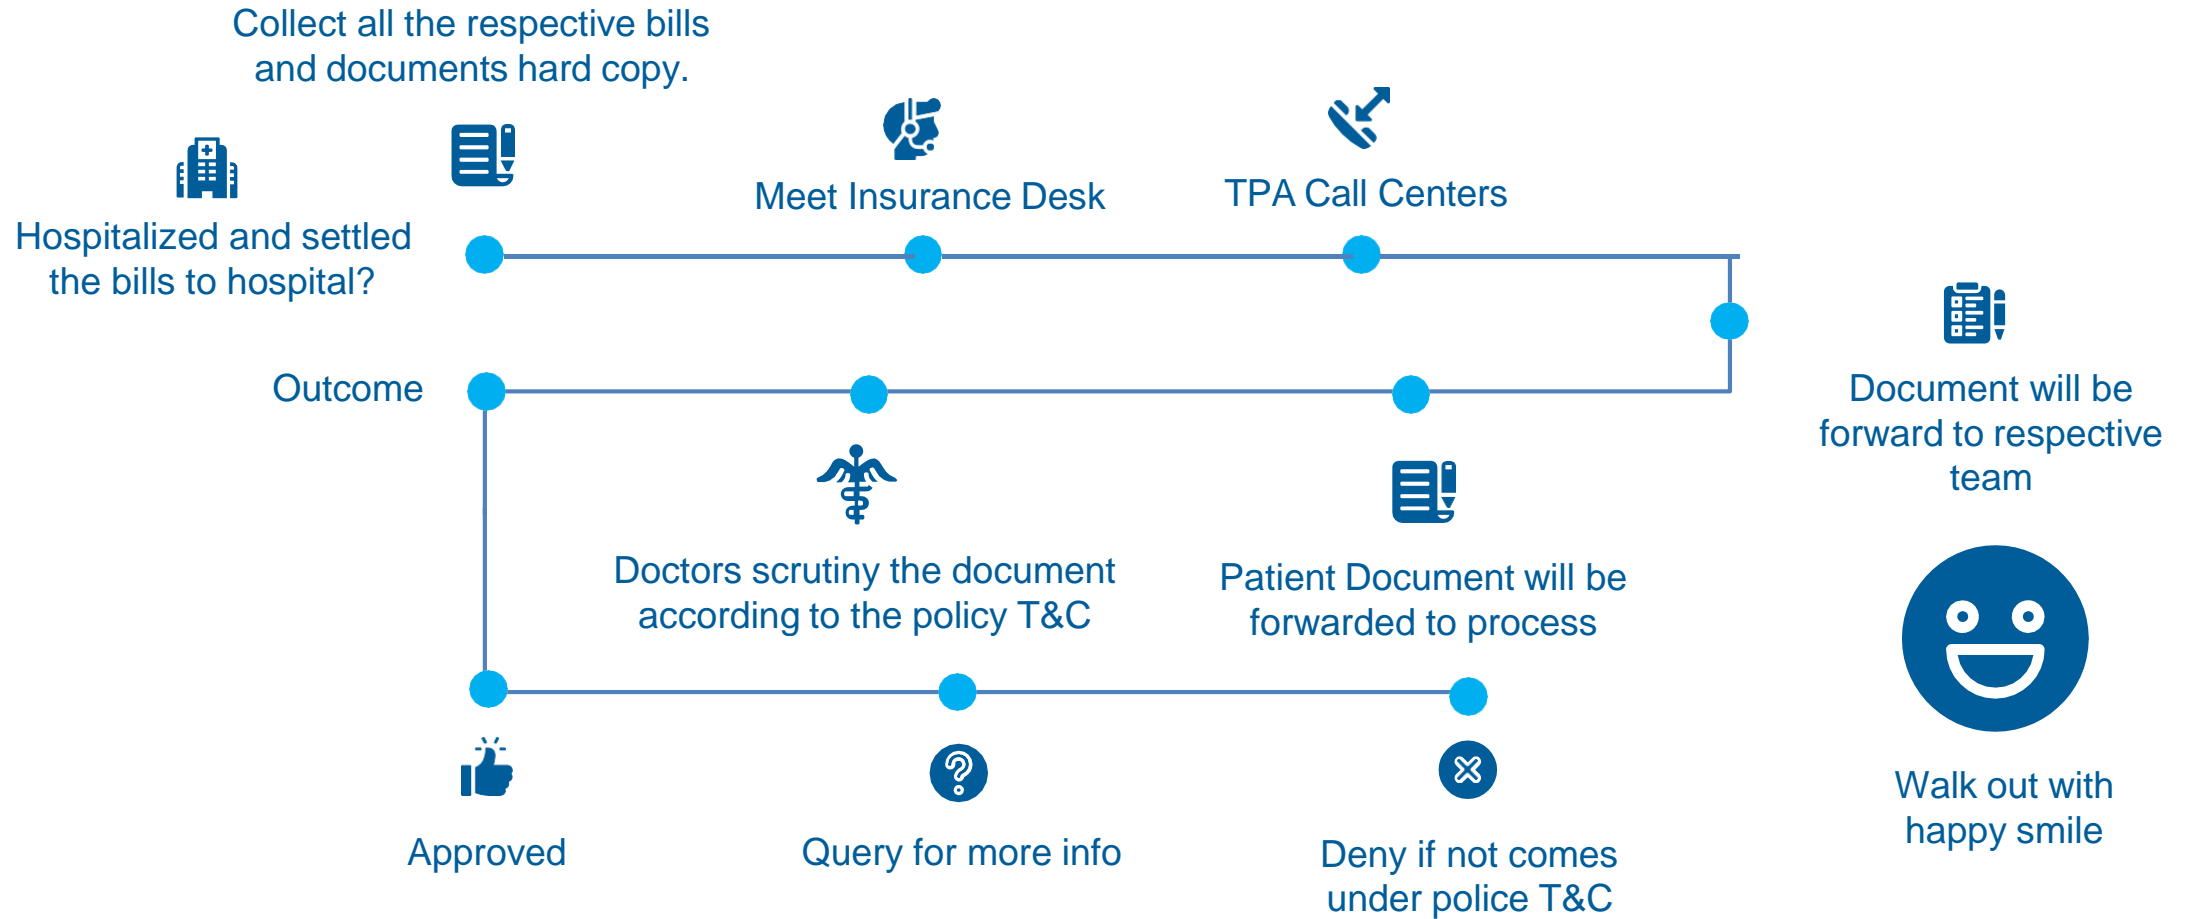 Collect all the respective bills
and documents hard copy.
Hospitalized and settled
the bills to hospital?
Meet Insurance Desk
TPA Call Centers
Document will be
forward to respective
team
Patient Document will be
forwarded to process
Doctors scrutiny the document
according to the policy T&C
Outcome
Approved
Query for more info
Deny if not comes
under police T&C
Walk out with
happy smile